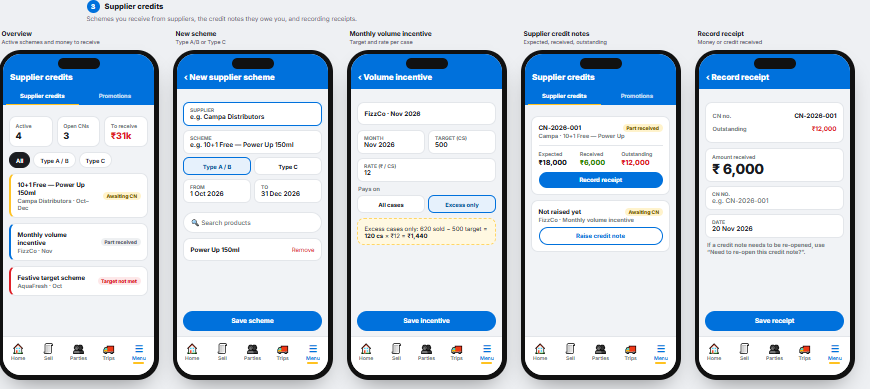 3 Supplier credits
Schemes you receive from suppliers, the credit notes they owe you, and recording receipts.
Overview
Active schemes and money to receive
Supplier credits
Supplier credits Promotions
Active
4
Open CNs
3
To receive
₹31k
All Type A / B Type C
10+1 Free — Power Up
150ml
Campa Distributors · Oct–
Dec
Awaiting CN
Monthly volume
incentive
FizzCo · Nov
Part received
Festive target scheme
AquaFresh · Oct
Target not met
Home Sell Parties Trips Menu
New scheme
Type A/B or Type C
‹ New supplier scheme
SUPPLIER
e.g. Campa Distributors
SCHEME
e.g. 10+1 Free — Power Up 150ml
Type A / B Type C
FROM
1 Oct 2026
TO
31 Dec 2026
Search products
Power Up 150ml Remove
Save scheme
Home Sell Parties Trips Menu
Monthly volume incentive
Target and rate per case
‹ Volume incentive
FizzCo · Nov 2026
MONTH
Nov 2026
TARGET (CS)
500
RATE (₹ / CS)
12
Pays on
All cases Excess only
Excess cases only: 620 sold − 500 target =
120 cs × ₹12 = ₹1,440
Save incentive
Home Sell Parties Trips Menu
Supplier credit notes
Expected, received, outstanding
Supplier credits
Supplier credits Promotions
CN-2026-001 Part received
Campa · 10+1 Free — Power Up
Expected
₹18,000
Received
₹6,000
Outstanding
₹12,000
Record receipt
Not raised yet Awaiting CN
FizzCo · Monthly volume incentive
Raise credit note
Home Sell Parties Trips Menu
Record receipt
Money or credit received
‹ Record receipt
CN no. CN-2026-001
Outstanding ₹12,000
Amount received
₹ 6,000
CN NO.
e.g. CN-2026-001
DATE
20 Nov 2026
If a credit note needs to be re-opened, use
"Need to re-open this credit note?".
Save receipt
Home Sell Parties Trips Menu